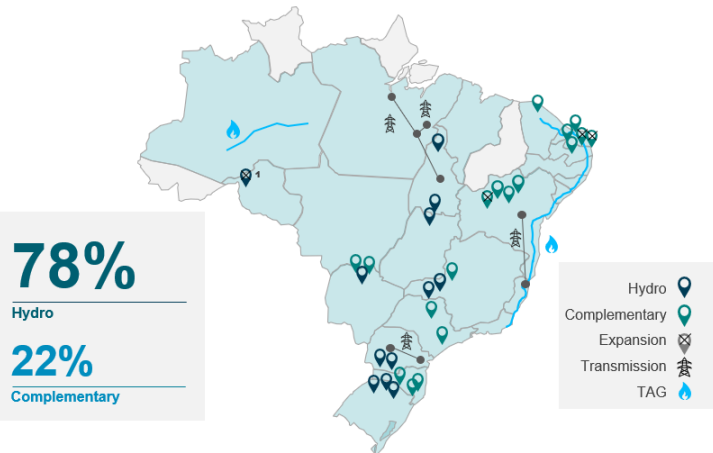 1
78%
Hydro
22%
Complementary
Hydro
Complementary
Expansion
Transmission
TAG